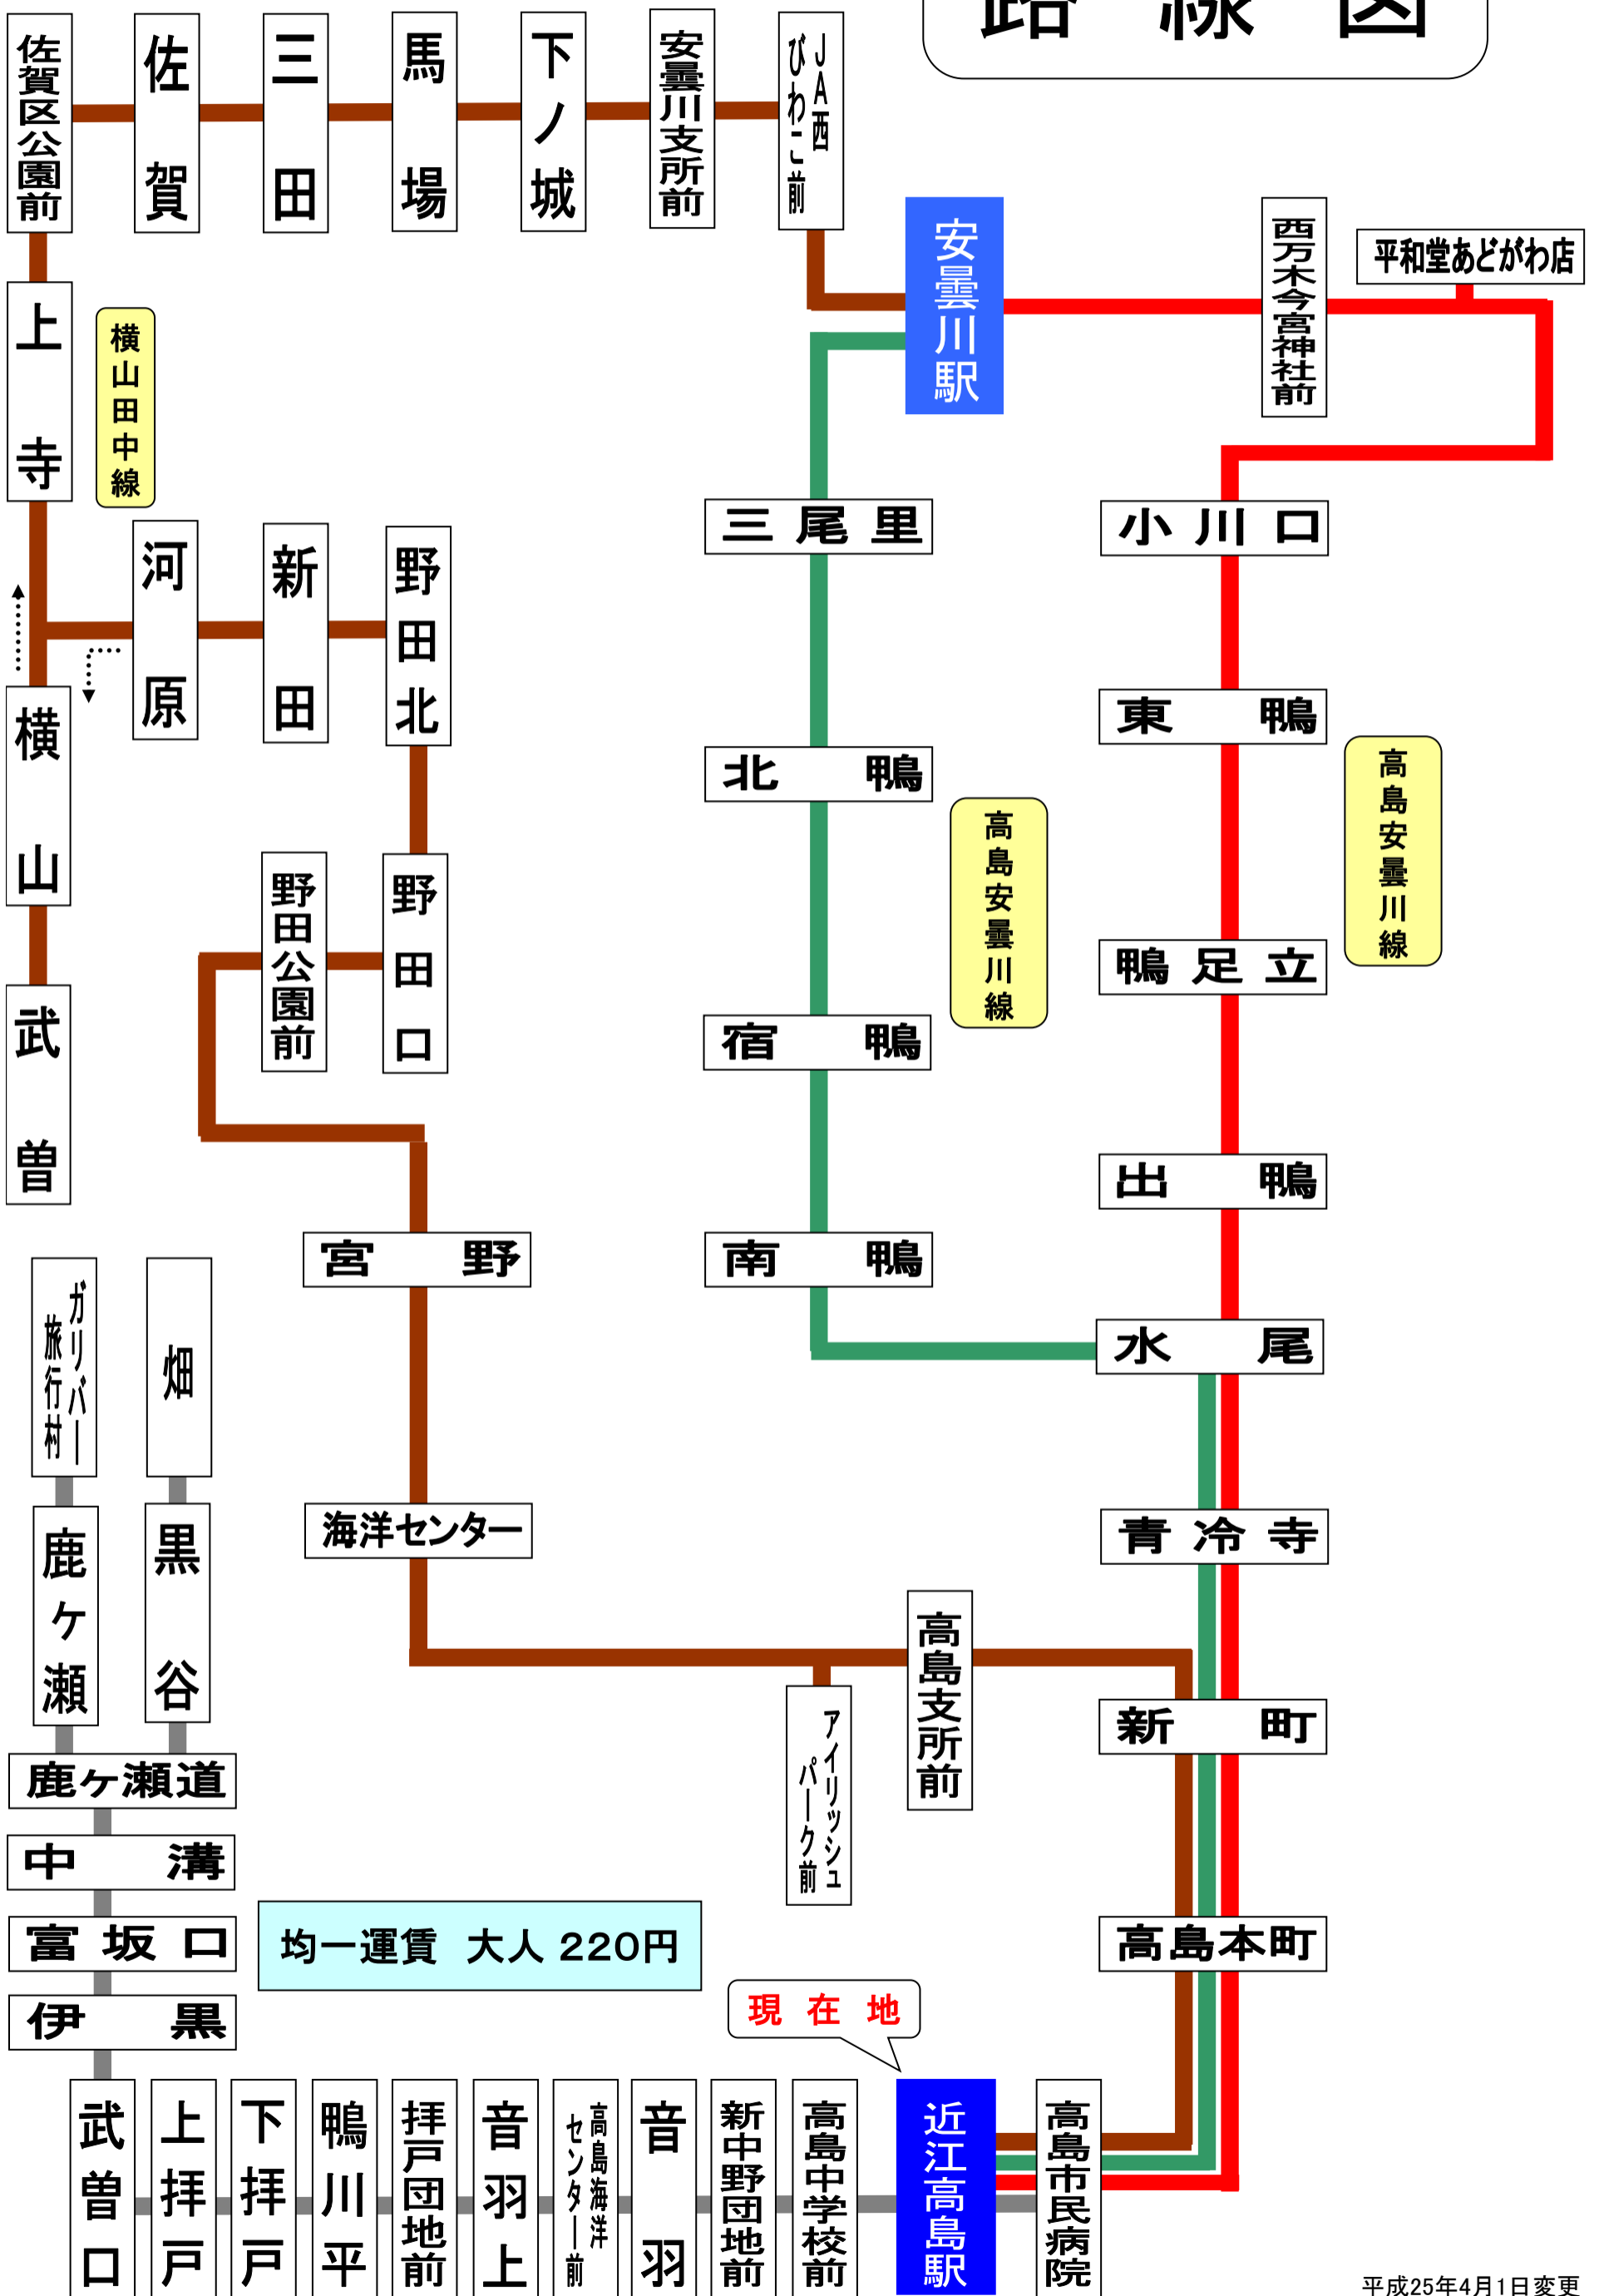 路線図
佐賀区公園前
佐賀
三田
馬場
下ノ城
安曇川支所前
JA西
びわこ前
安曇川駅
西万木今宮神社前
平和堂あどがわ店
上寺
横山田中線
河原
新田
野田北
横山
武曽
野田公園前
野田口
三尾里
小川口
北鴨
東鴨
高島安曇川線
高島安曇川線
鴨足立
宿鴨
出鴨
宮野
南鴨
水尾
ガリバー
旅行村
畑
鹿ヶ瀬
黒谷
海洋センター
青冷寺
高島支所前
アイリッシュ
パーク前
新町
鹿ヶ瀬道
中溝
富坂口
伊黒
均一運賃 大人220円
高島本町
現在地
武曽口
上拝戸
下拝戸
鴨川平
拝戸団地前
音羽上
高島海洋
センター前
音羽
新中野団地前
高島中学校前
近江高島駅
高島市民病院
平成25年4月1日変更